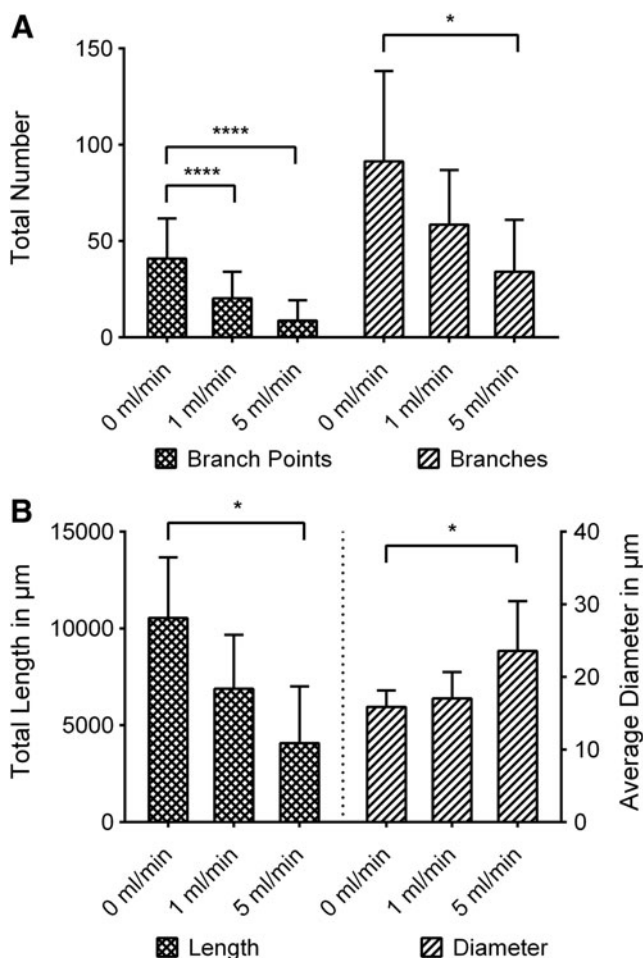 A
Total Number
150
100
50
0
*
****
****
0 ml/min
1 ml/min
5 ml/min
0 ml/min
1 ml/min
5 ml/min
Branch Points
Branches
B
Total Length in µm
15000
10000
5000
0
*
*
40
30
20
10
0
Average Diameter in µm
0 ml/min
1 ml/min
5 ml/min
0 ml/min
1 ml/min
5 ml/min
Length
Diameter